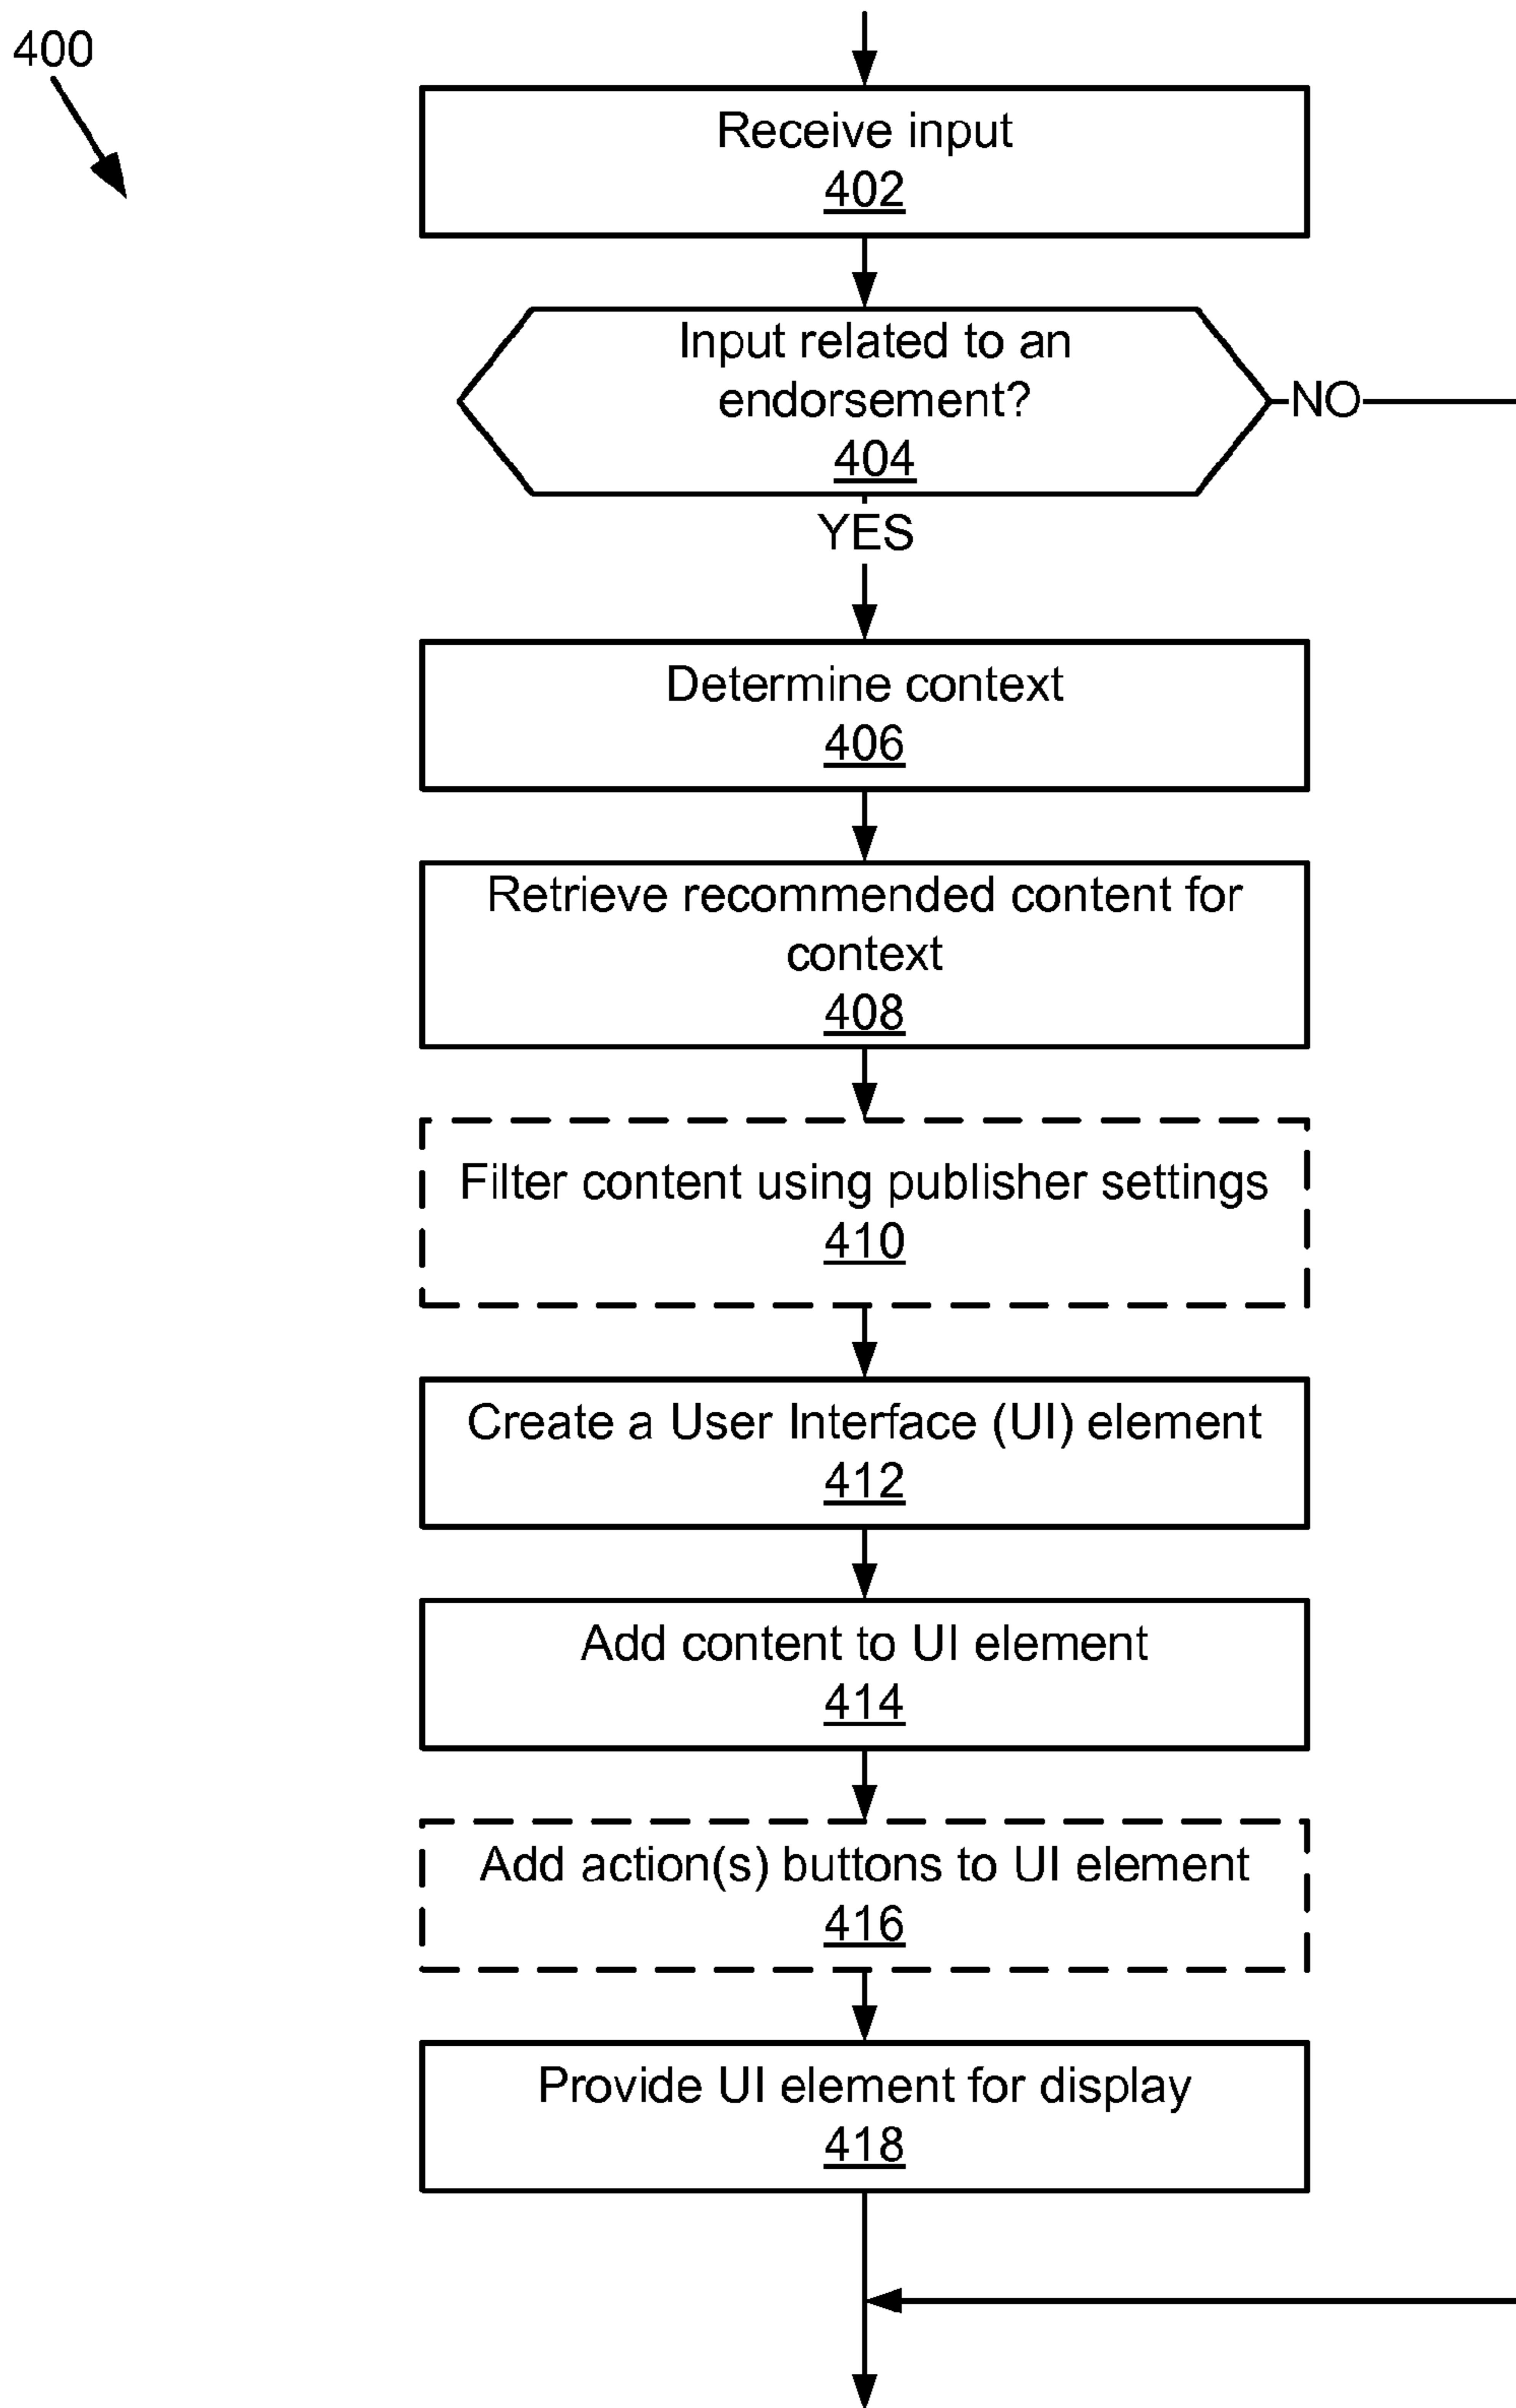 400
Receive input
402
Input related to an
endorsement?
404
NO
YES
Determine context
406
Retrieve recommended content for
context
408
Filter content using publisher settings
410
Create a User Interface (UI) element
412
Add content to UI element
414
Add action(s) buttons to UI element
416
Provide UI element for display
418